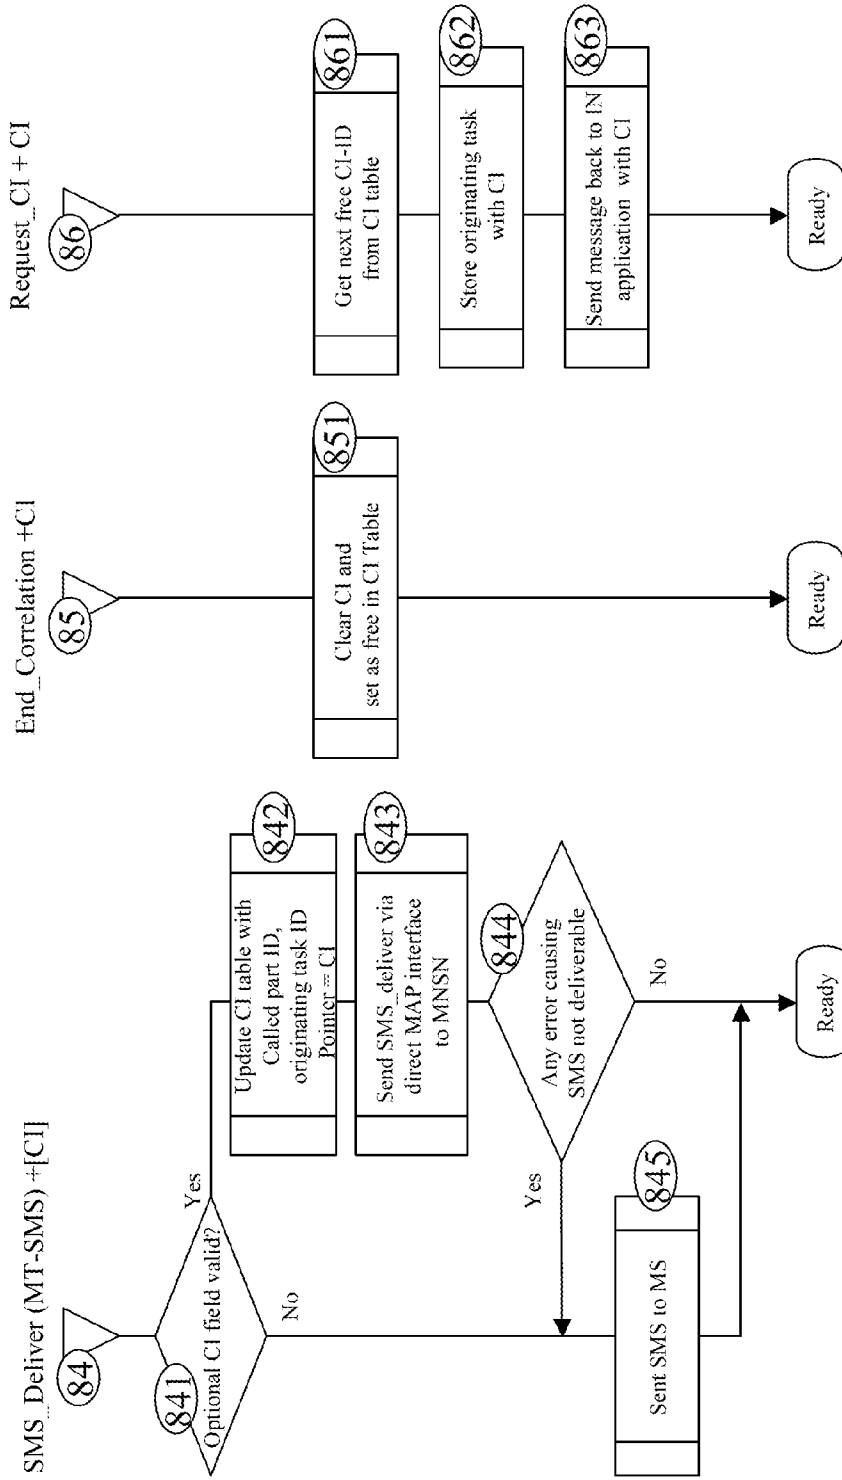 SMS_Deliver (MT-SMS) +[CI]
84
841
Optional CI field valid?
Yes
No
842
Update CI table with
Called part ID,
originating task ID
Pointer = CI
843
Send SMS_deliver via
direct MAP interface
to MNSN
844
Any error causing
SMS not deliverable
Yes
No
845
Sent SMS to MS
Ready
End_Correlation +CI
85
851
Clear CI and
set as free in CI Table
Ready
Request_CI + CI
86
861
Get next free CI-ID
from CI table
862
Store originating task
with CI
863
Send message back to IN
application with CI
Ready